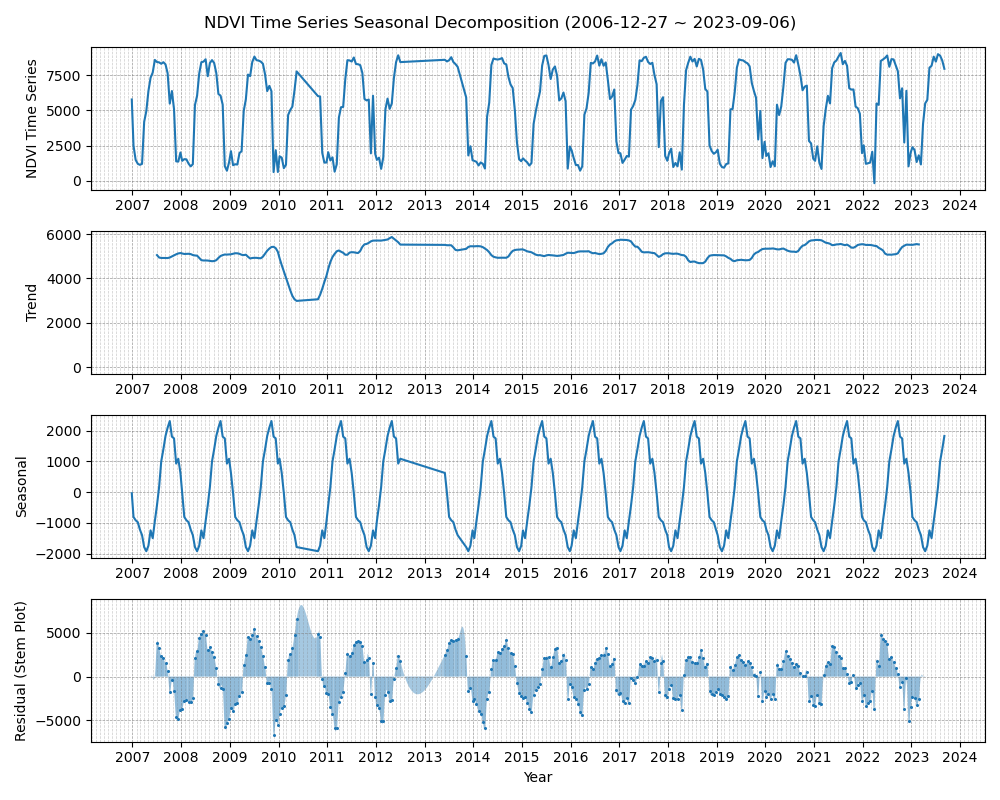 NDVI Time Series Seasonal Decomposition (2006-12-27 ~ 2023-09-06)
NDVI Time Series
7500
5000
2500
0
2007 2008 2009 2010 2011 2012 2013 2014 2015 2016 2017 2018 2019 2020 2021 2022 2023 2024
Trend
6000
4000
2000
0
2007 2008 2009 2010 2011 2012 2013 2014 2015 2016 2017 2018 2019 2020 2021 2022 2023 2024
Seasonal
2000
1000
0
−1000
−2000
2007 2008 2009 2010 2011 2012 2013 2014 2015 2016 2017 2018 2019 2020 2021 2022 2023 2024
Residual (Stem Plot)
5000
0
−5000
2007 2008 2009 2010 2011 2012 2013 2014 2015 2016 2017 2018 2019 2020 2021 2022 2023 2024
Year